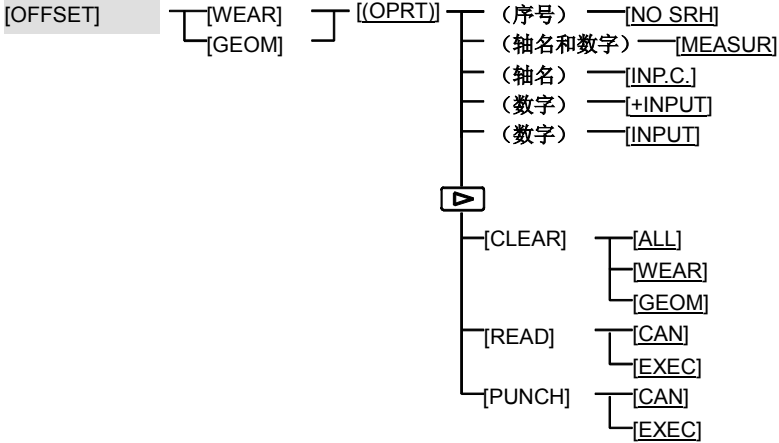 [OFFSET] [WEAR] [(OPRT)] (序号) [NO SRH]
[GEOM] (轴名和数字) [MEASUR]
(轴名) [INP.C.]
(数字) [+INPUT]
(数字) [INPUT]
[CLEAR] [ALL]
[WEAR]
[GEOM]
[READ] [CAN]
[EXEC]
[PUNCH] [CAN]
[EXEC]